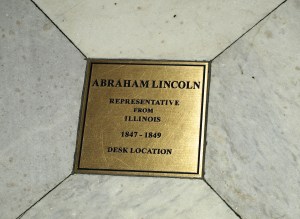 ABRAHAM LINCOLN
REPRESENTATIVE
FROM
ILLINOIS
1847 - 1849
DESK LOCATION